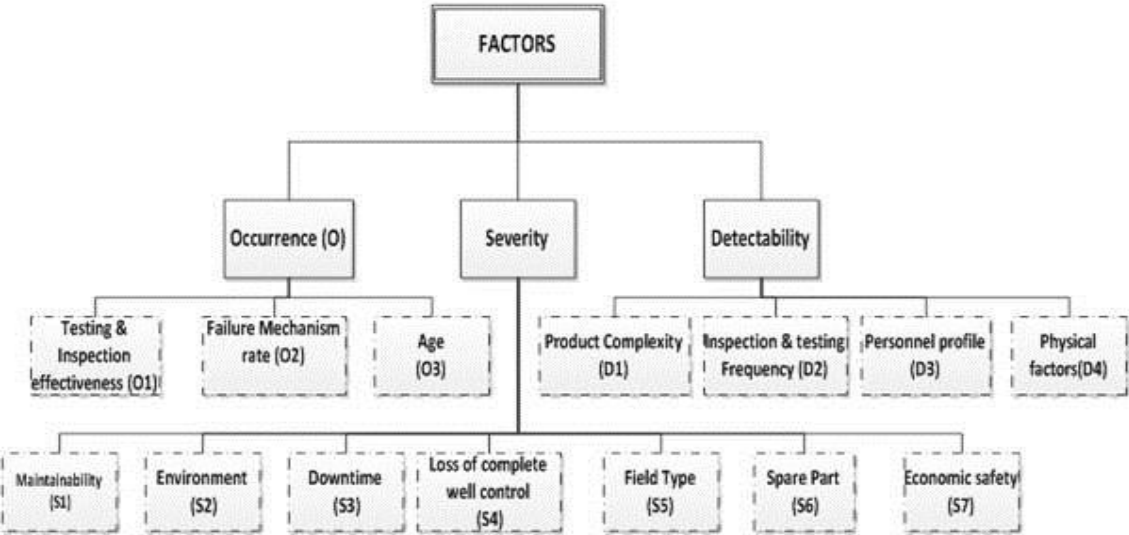 FACTORS
Occurrence (O)
Severity
Detectability
Testing &
Inspection
effectiveness (O1)
Failure Mechanism
rate (O2)
Age
(O3)
Product Complexity
(D1)
Inspection & testing
Frequency (D2)
Personnel profile
(D3)
Physical
factors(D4)
Maintainability
(S1)
Environment
(S2)
Downtime
(S3)
Loss of complete
well control
(S4)
Field Type
(S5)
Spare Part
(S6)
Economic safety
(S7)